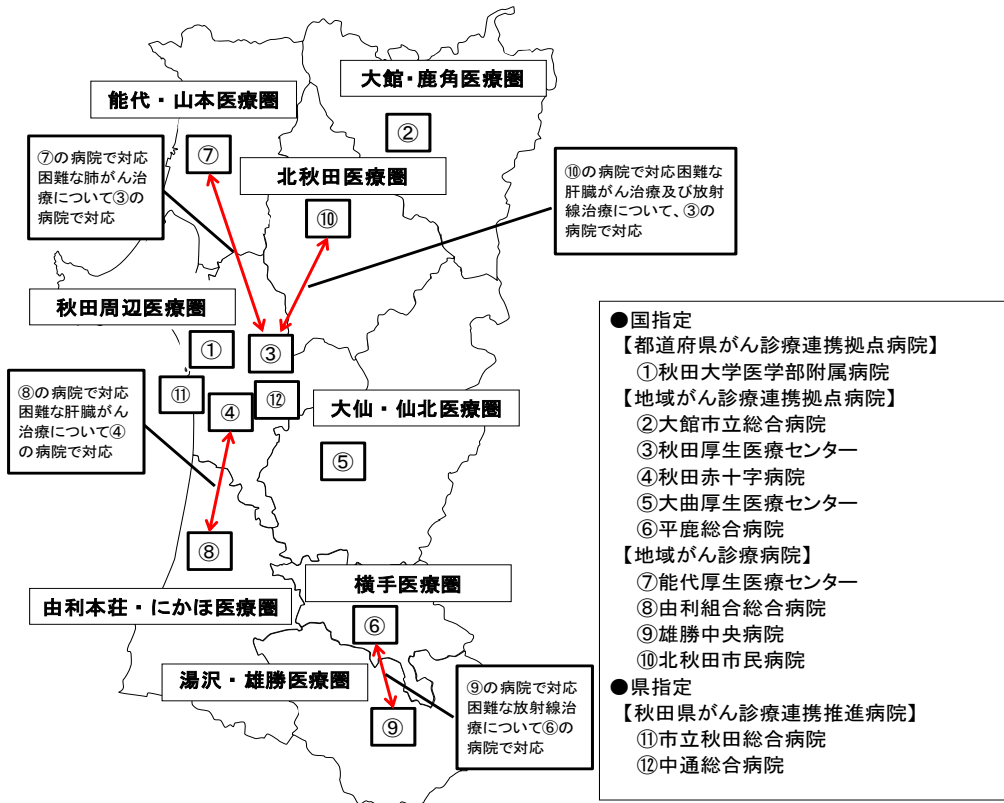 大館・鹿角医療圏
能代・山本医療圏
②
⑦の病院で対応
困難な肺がん治
療について③の
病院で対応
⑦
北秋田医療圏
⑩の病院で対応困難な
肝臓がん治療及び放射
線治療について、③の
病院で対応
⑩
秋田周辺医療圏
①
③
⑧の病院で対応
困難な肝臓がん
治療について④
の病院で対応
⑪
④
⑫
大仙・仙北医療圏
⑤
⑧
横手医療圏
由利本荘・にかほ医療圏
⑥
湯沢・雄勝医療圏
⑨の病院で対応
困難な放射線治
療について⑥の
病院で対応
⑨
●国指定
【都道府県がん診療連携拠点病院】
①秋田大学医学部附属病院
【地域がん診療連携拠点病院】
②大館市立総合病院
③秋田厚生医療センター
④秋田赤十字病院
⑤大曲厚生医療センター
⑥平鹿総合病院
【地域がん診療病院】
⑦能代厚生医療センター
⑧由利組合総合病院
⑨雄勝中央病院
⑩北秋田市民病院
●県指定
【秋田県がん診療連携推進病院】
⑪市立秋田総合病院
⑫中通総合病院